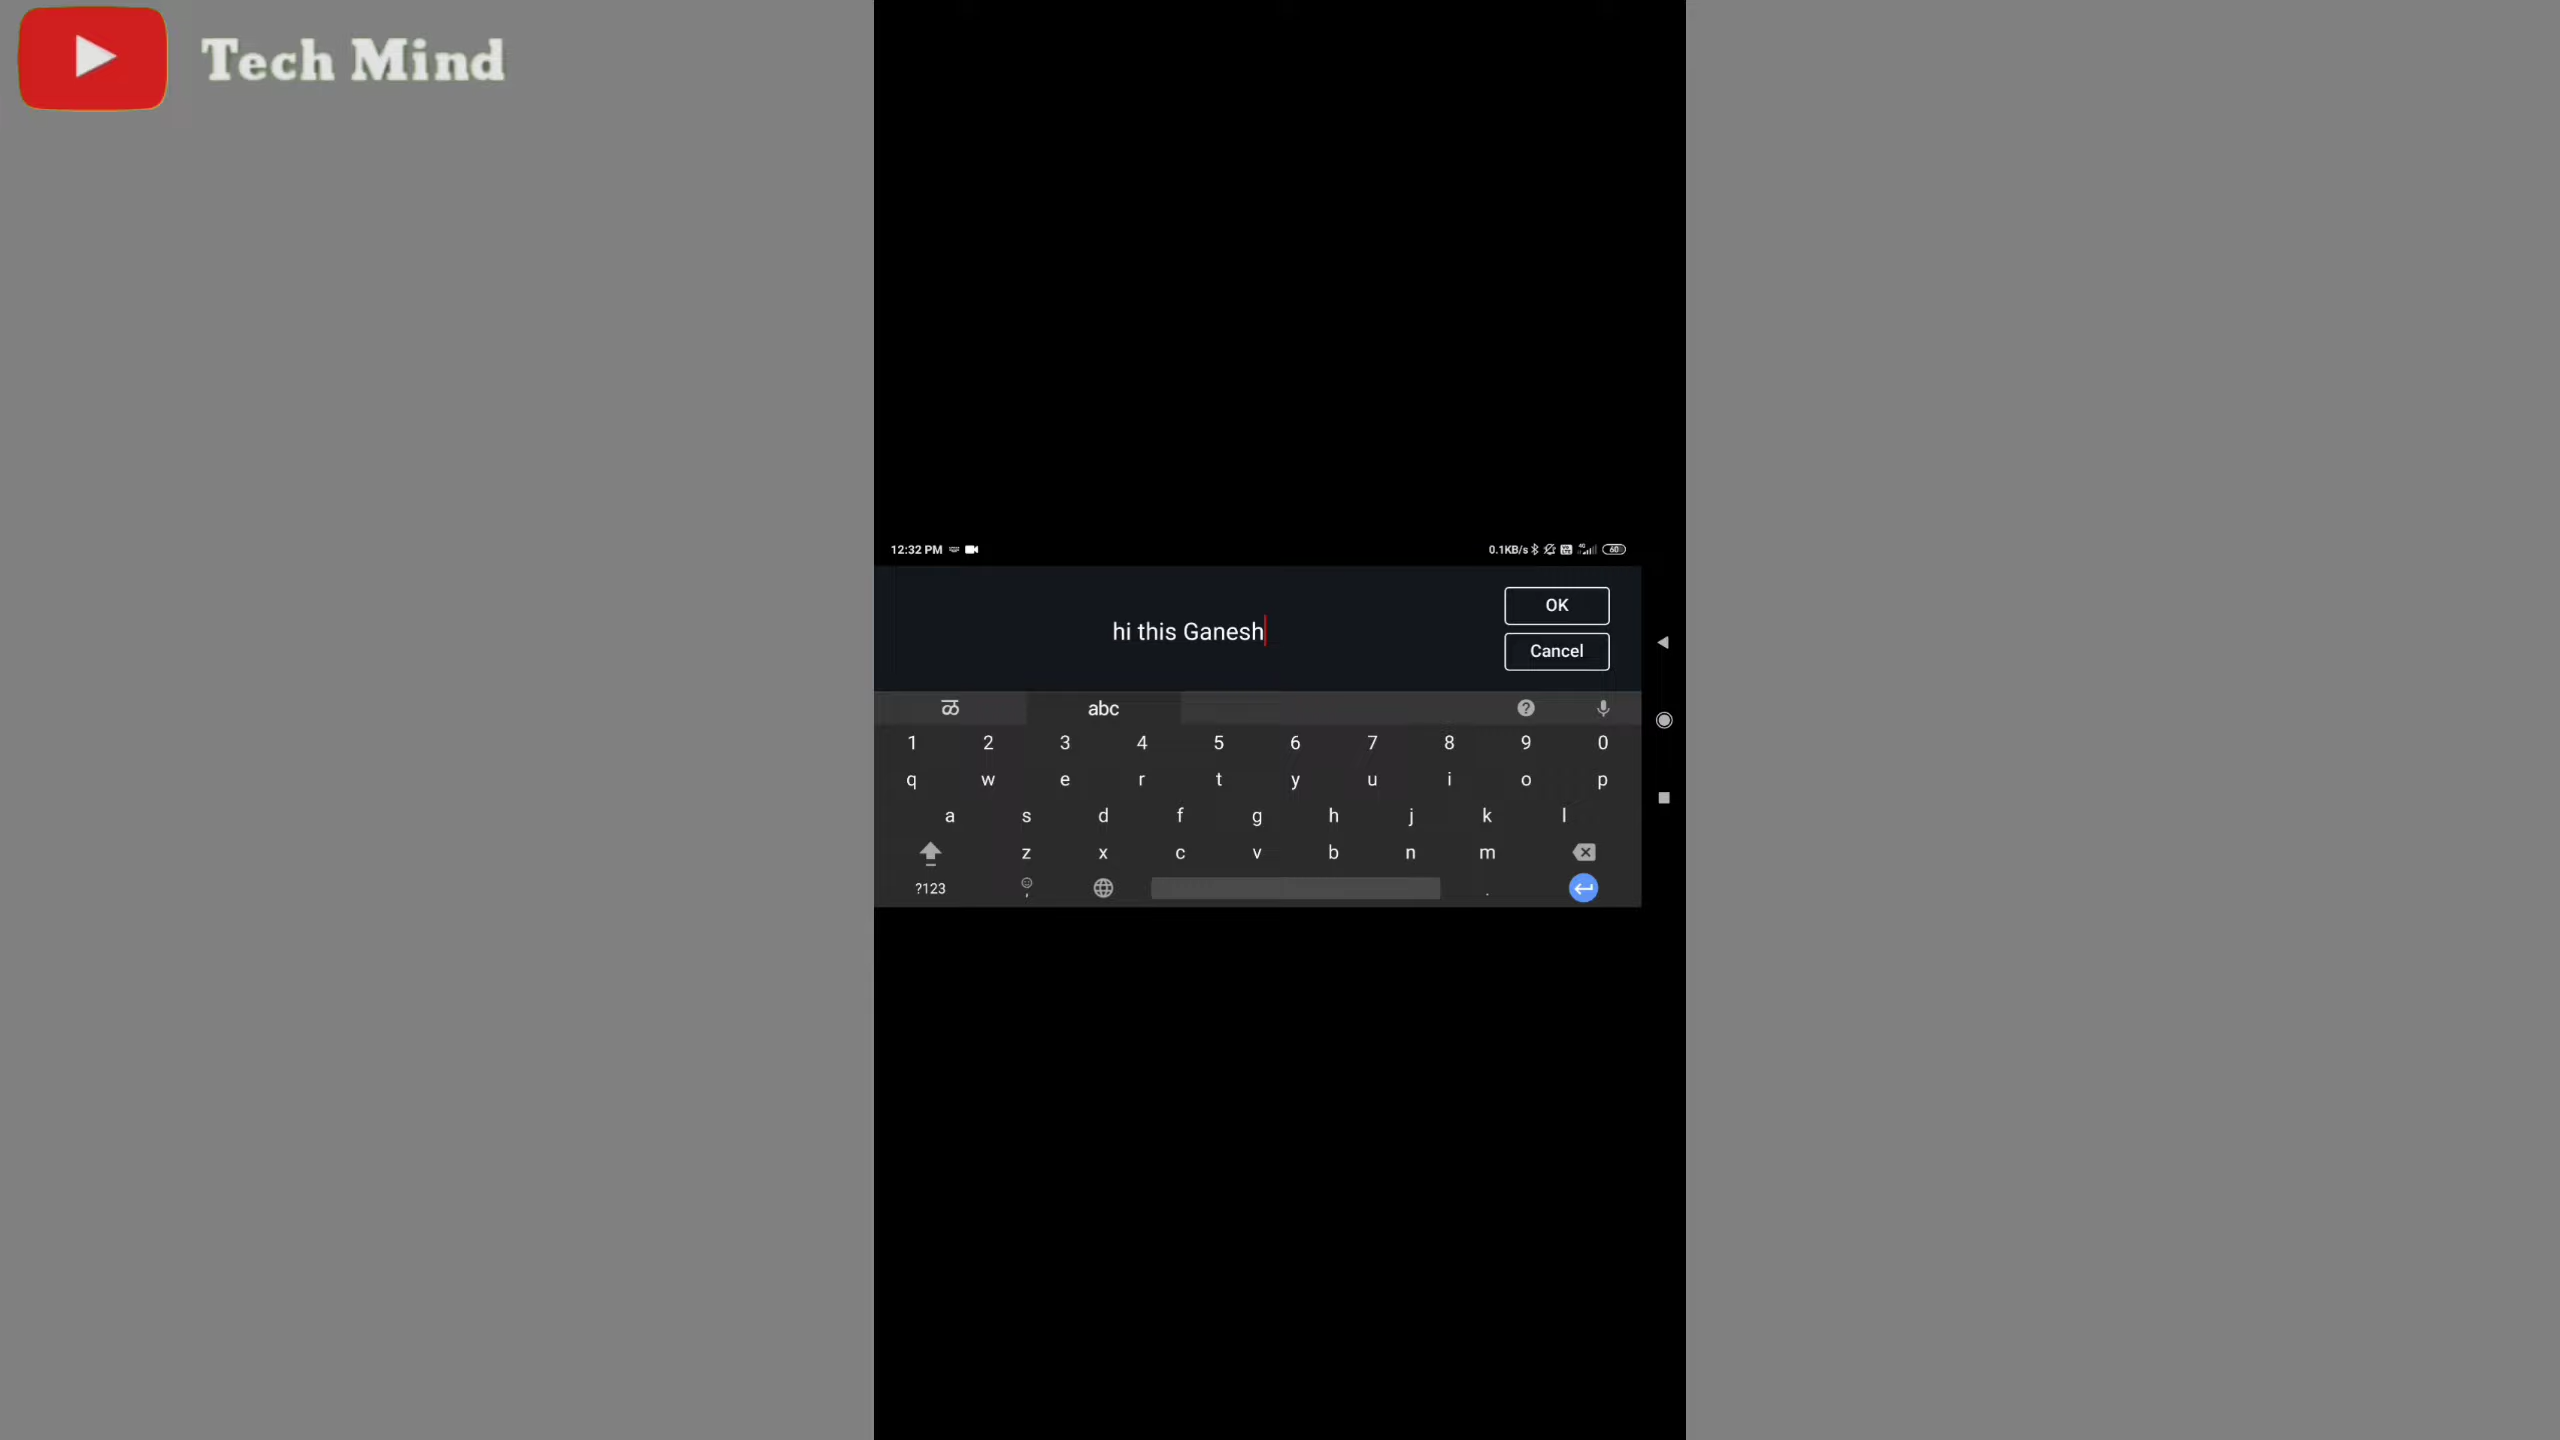 Tech Mind
12:32 PM
0.1KB/s
60
hi this Ganesh
OK
Cancel
abc
1 2 3 4 5 6 7 8 9 0
q w e r t y u i o p
a s d f g h j k l
z x c v b n m
?123 , .